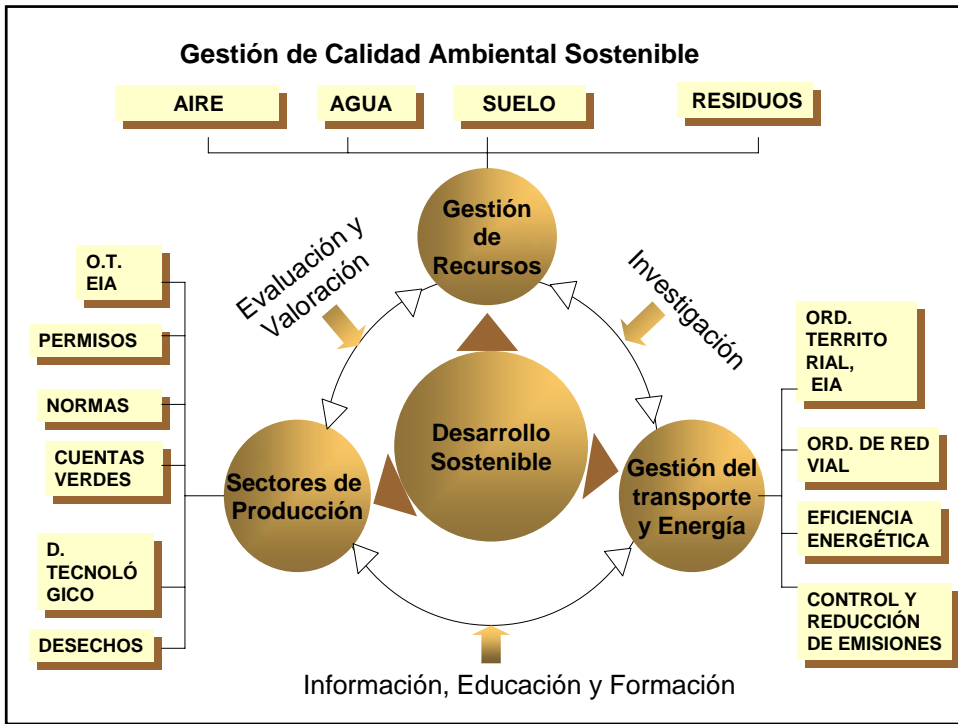 Gestión de Calidad Ambiental Sostenible
AIRE
AGUA
SUELO
RESIDUOS
Gestión
de
Recursos
Evaluación y
Valoración
Investigación
O.T.
EIA
PERMISOS
NORMAS
CUENTAS
VERDES
D.
TECNOLÓ
GICO
DESECHOS
Sectores de
Producción
Desarrollo
Sostenible
Gestión del
transporte
y Energía
ORD.
TERRITO
RIAL,
EIA
ORD. DE RED
VIAL
EFICIENCIA
ENERGÉTICA
CONTROL Y
REDUCCIÓN
DE EMISIONES
Información, Educación y Formación